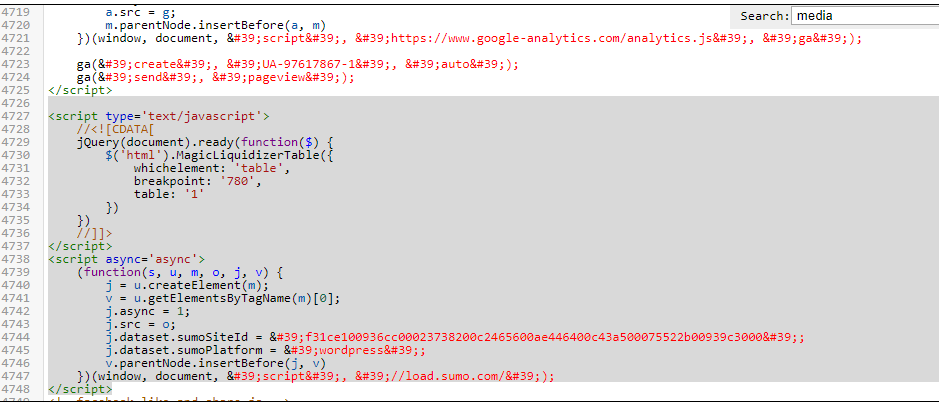 Search: media
4719 a.src = g;
4720 m.parentNode.insertBefore(a, m)
4721 })(window, document, &#39;script&#39;, &#39;https://www.google-analytics.com/analytics.js&#39;, &#39;ga&#39;);
4722
4723 ga(&#39;create&#39;, &#39;UA-97617867-1&#39;, &#39;auto&#39;);
4724 ga(&#39;send&#39;, &#39;pageview&#39;);
4725 </script>
4726
4727 <script type='text/javascript'>
4728 //<![CDATA[
4729 jQuery(document).ready(function($) {
4730 $('html').MagicLiquidizerTable({
4731 whichelement: 'table',
4732 breakpoint: '780',
4733 table: '1'
4734 })
4735 })
4736 //]]>
4737 </script>
4738 <script async='async'>
4739 (function(s, u, m, o, j, v) {
4740 j = u.createElement(m);
4741 v = u.getElementsByTagName(m)[0];
4742 j.async = 1;
4743 j.src = o;
4744 j.dataset.sumoSiteId = &#39;f31ce100936cc00023738200c2465600ae446400c43a500075522b00939c3000&#39;;
4745 j.dataset.sumoPlatform = &#39;wordpress&#39;;
4746 v.parentNode.insertBefore(j, v)
4747 })(window, document, &#39;script&#39;, &#39;//load.sumo.com/&#39;);
4748 </script>